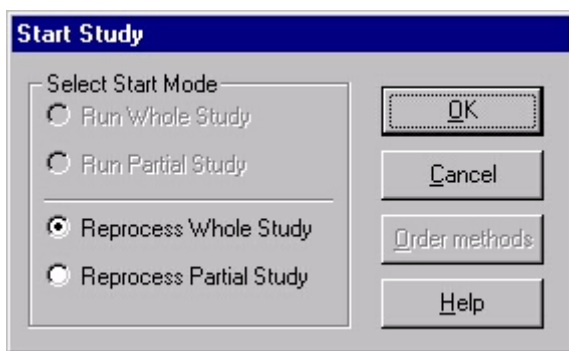 Start Study
Select Start Mode
Run Whole Study
Run Partial Study
Reprocess Whole Study
Reprocess Partial Study
OK
Cancel
Order methods
Help